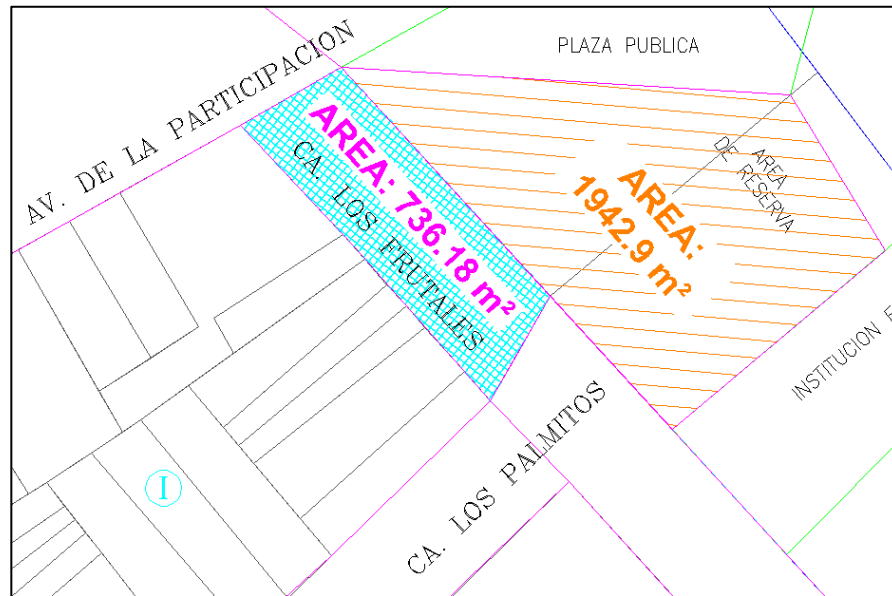 PLAZA PUBLICA
AV. DE LA PARTICIPACION
AREA: 736.18 m²
CA. LOS FRUTALES
AREA:
1942.9 m²
AREA
DE RESERVA
INSTITUCION
CA. LOS PALMITOS
I